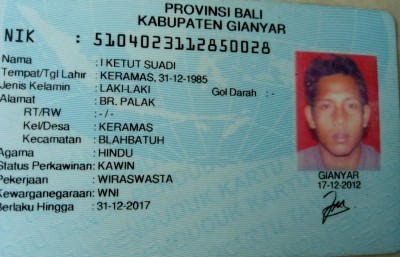 PROVINSI BALI
KABUPATEN GIANYAR
NIK : 5104023112850028
Nama : I KETUT SUADI
Tempat/Tgl Lahir : KERAMAS, 31-12-1985
Jenis Kelamin : LAKI-LAKI Gol Darah : -
Alamat : BR. PALAK
RT/RW : -/-
Kel/Desa : KERAMAS
Kecamatan : BLAHBATUH
Agama : HINDU
Status Perkawinan: KAWIN
Pekerjaan : WIRASWASTA
Kewarganegaraan: WNI
Berlaku Hingga : 31-12-2017
GIANYAR
17-12-2012